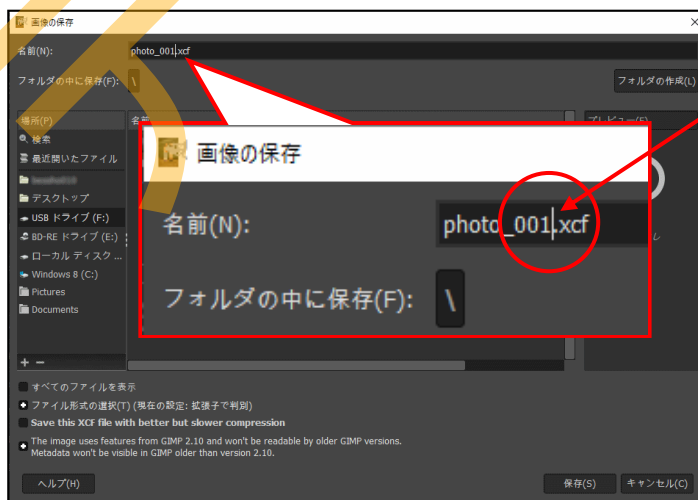 画像の保存
名前(N):
photo_001.xcf
フォルダの中に保存(F):
\
フォルダの作成(L)
場所(P)
名前
プレビュー(E)
検索
最近開いたファイル
デスクトップ
USB ドライブ (F:)
BD-RE ドライブ (E:)
ローカル ディスク ...
Windows 8 (C:)
Pictures
Documents
画像の保存
名前(N):
photo_001.xcf
フォルダの中に保存(F):
\
し
+ −
すべてのファイルを表示
ファイル形式の選択(T) (現在の設定: 拡張子で判別)
Save this XCF file with better but slower compression
The image uses features from GIMP 2.10 and won't be readable by older GIMP versions.
Metadata won't be visible in GIMP older than version 2.10.
ヘルプ(H)
保存(S)
キャンセル(C)